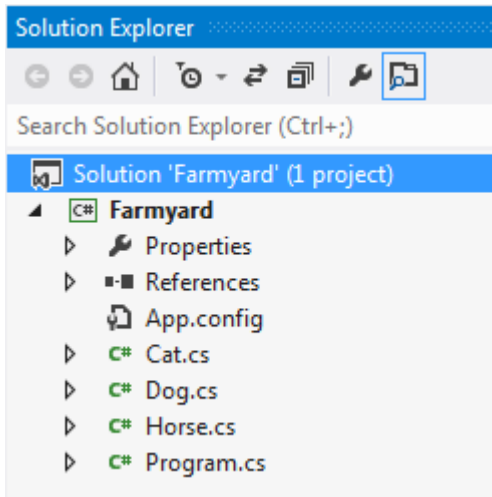 Solution Explorer
Search Solution Explorer (Ctrl+;)
Solution 'Farmyard' (1 project)
C# Farmyard
Properties
References
App.config
C# Cat.cs
C# Dog.cs
C# Horse.cs
C# Program.cs